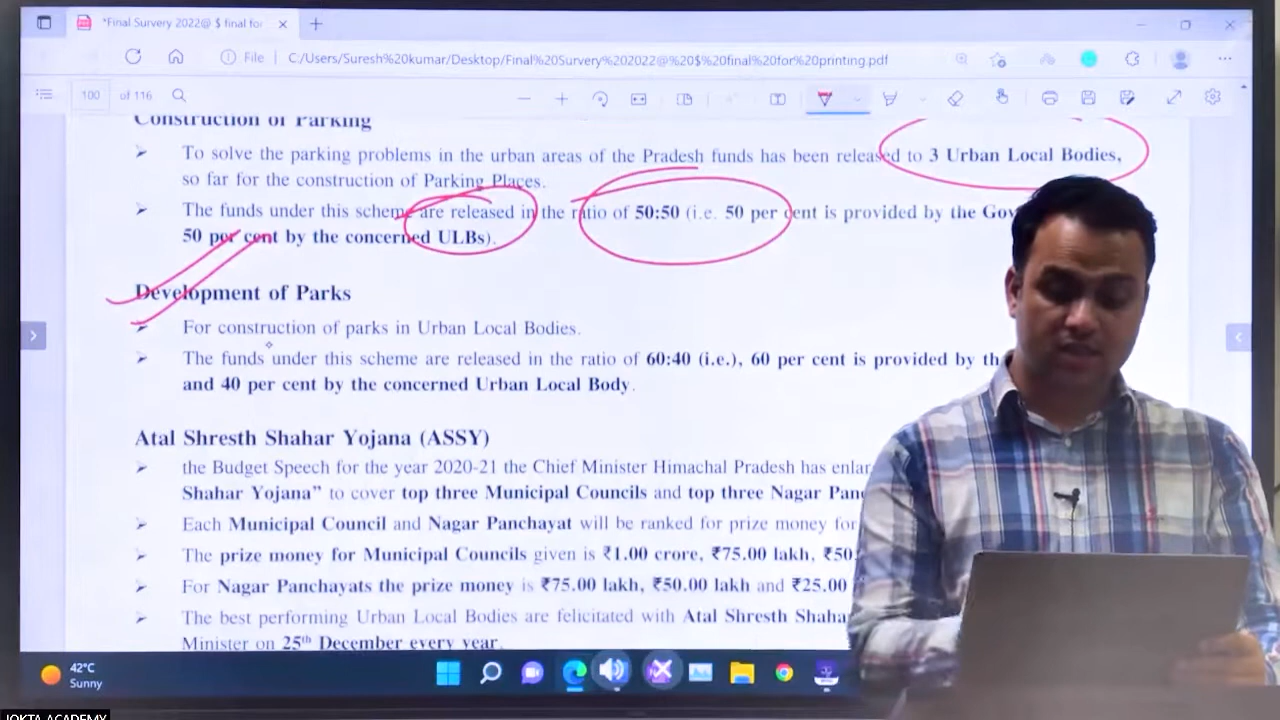 *Final Survery 2022@ $ final for
File
C:/Users/Suresh%20kumar/Desktop/Final%20Survery%202022@%20$%20final%20for%20printing.pdf
100 of 116
Construction of Parking
➤ To solve the parking problems in the urban areas of the Pradesh funds has been released to 3 Urban Local Bodies,
so far for the construction of Parking Places.
➤ The funds under this scheme are released in the ratio of 50:50 (i.e. 50 per cent is provided by the Gov
50 per cent by the concerned ULBs).
Development of Parks
➤ For construction of parks in Urban Local Bodies.
➤ The funds under this scheme are released in the ratio of 60:40 (i.e.), 60 per cent is provided by th
and 40 per cent by the concerned Urban Local Body.
Atal Shresth Shahar Yojana (ASSY)
➤ the Budget Speech for the year 2020-21 the Chief Minister Himachal Pradesh has enlar
Shahar Yojana” to cover top three Municipal Councils and top three Nagar Pan
➤ Each Municipal Council and Nagar Panchayat will be ranked for prize money for
➤ The prize money for Municipal Councils given is ₹1.00 crore, ₹75.00 lakh, ₹50
➤ For Nagar Panchayats the prize money is ₹75.00 lakh, ₹50.00 lakh and ₹25.00
➤ The best performing Urban Local Bodies are felicitated with Atal Shresth Shaha
Minister on 25th December every year.
42°C
Sunny
JOKTA ACADEMY